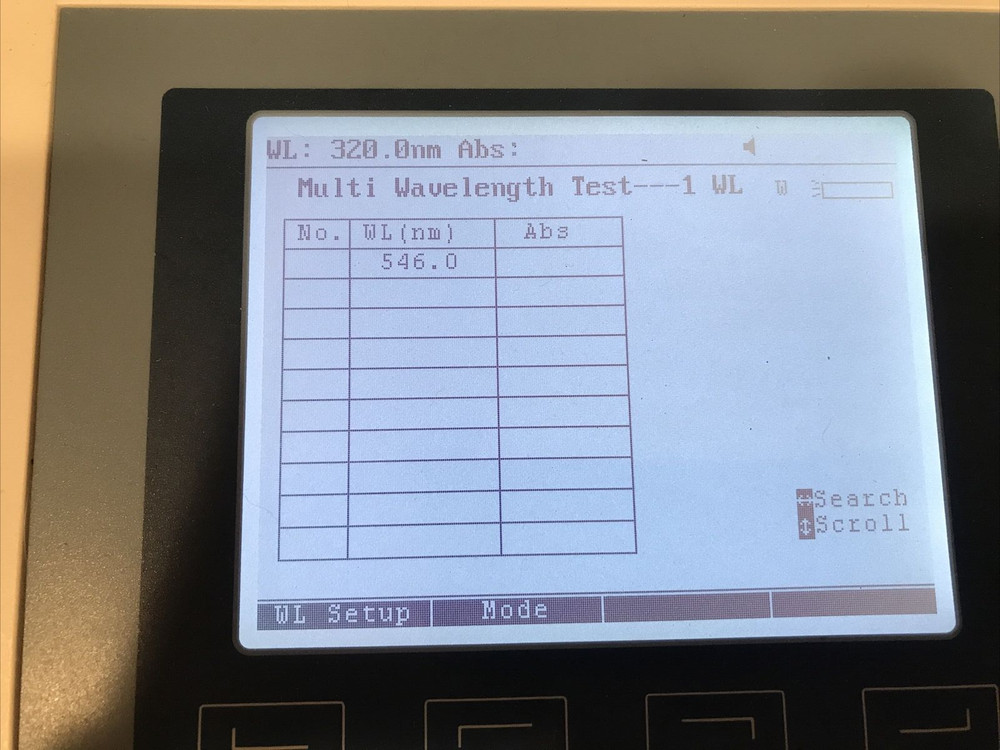 WL: 320.0nm Abs:
Multi Wavelength Test---1 WL W
No. WL(nm) Abs
546.0
Search
Scroll
WL Setup Mode